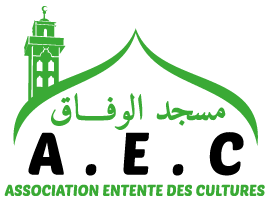 مسجد الوفاق
A . E . C
ASSOCIATION ENTENTE DES CULTURES